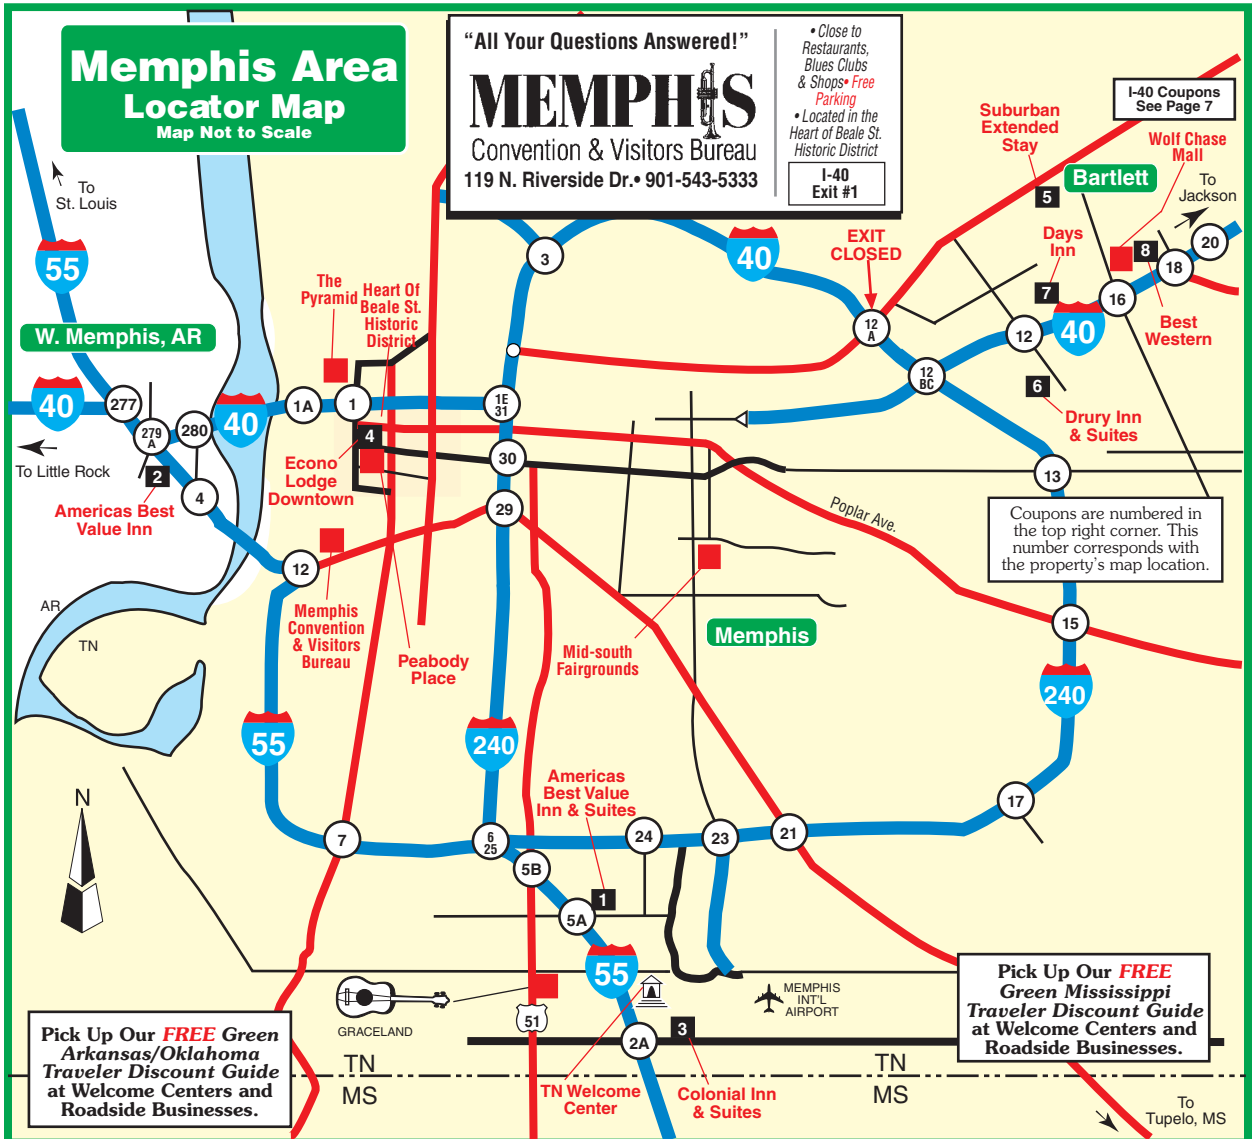 Memphis Area
Locator Map
Map Not to Scale
“All Your Questions Answered!”
MEMPHIS
Convention & Visitors Bureau
119 N. Riverside Dr.• 901-543-5333
• Close to
Restaurants,
Blues Clubs
& Shops• Free
Parking
• Located in the
Heart of Beale St.
Historic District
I-40
Exit #1
I-40 Coupons
See Page 7
Suburban
Extended
Stay
Wolf Chase
Mall
5
Bartlett
To
Jackson
To
St. Louis
55
3
40
EXIT
CLOSED
Days
Inn
8
20
18
7
16
W. Memphis, AR
The
Pyramid
Heart Of
Beale St.
Historic
District
12
A
12
40
Best
Western
12
BC
6
Drury Inn
& Suites
40
277
279
A
280
40
1A
1
1E
31
4
30
To Little Rock
2
Americas Best
Value Inn
4
Econo
Lodge
Downtown
29
13
Poplar Ave.
Coupons are numbered in
the top right corner. This
number corresponds with
the property’s map location.
12
AR
TN
Memphis
Convention
& Visitors
Bureau
Peabody
Place
Mid-south
Fairgrounds
Memphis
15
240
55
240
Americas
Best Value
Inn & Suites
N
17
7
6
25
24
23
21
5B
1
5A
55
GRACELAND
51
MEMPHIS
INT’L
AIRPORT
Pick Up Our FREE
Green Mississippi
Traveler Discount Guide
at Welcome Centers and
Roadside Businesses.
Pick Up Our FREE Green
Arkansas/Oklahoma
Traveler Discount Guide
at Welcome Centers and
Roadside Businesses.
2A
3
TN
MS
TN
MS
TN Welcome
Center
Colonial Inn
& Suites
To
Tupelo, MS